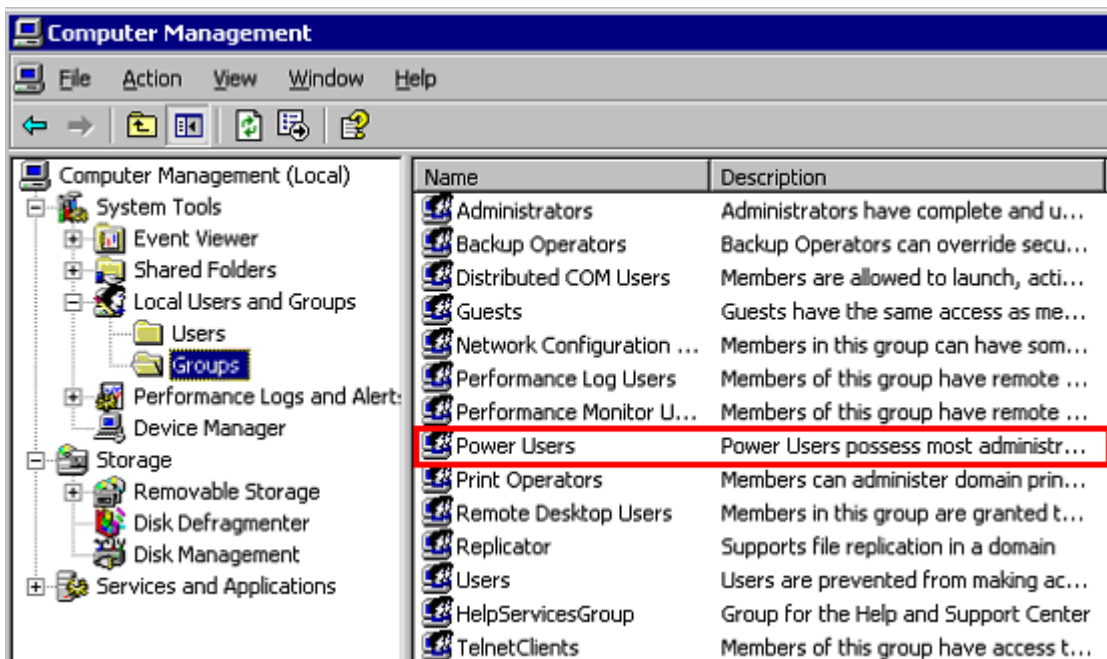 Computer Management
File Action View Window Help
Computer Management (Local)
System Tools
Event Viewer
Shared Folders
Local Users and Groups
Users
Groups
Performance Logs and Alert:
Device Manager
Storage
Removable Storage
Disk Defragmenter
Disk Management
Services and Applications
Name Description
Administrators Administrators have complete and u...
Backup Operators Backup Operators can override secu...
Distributed COM Users Members are allowed to launch, acti...
Guests Guests have the same access as me...
Network Configuration ... Members in this group can have som...
Performance Log Users Members of this group have remote ...
Performance Monitor U... Members of this group have remote ...
Power Users Power Users possess most administr...
Print Operators Members can administer domain prin...
Remote Desktop Users Members in this group are granted t...
Replicator Supports file replication in a domain
Users Users are prevented from making ac...
HelpServicesGroup Group for the Help and Support Center
TelnetClients Members of this group have access t...